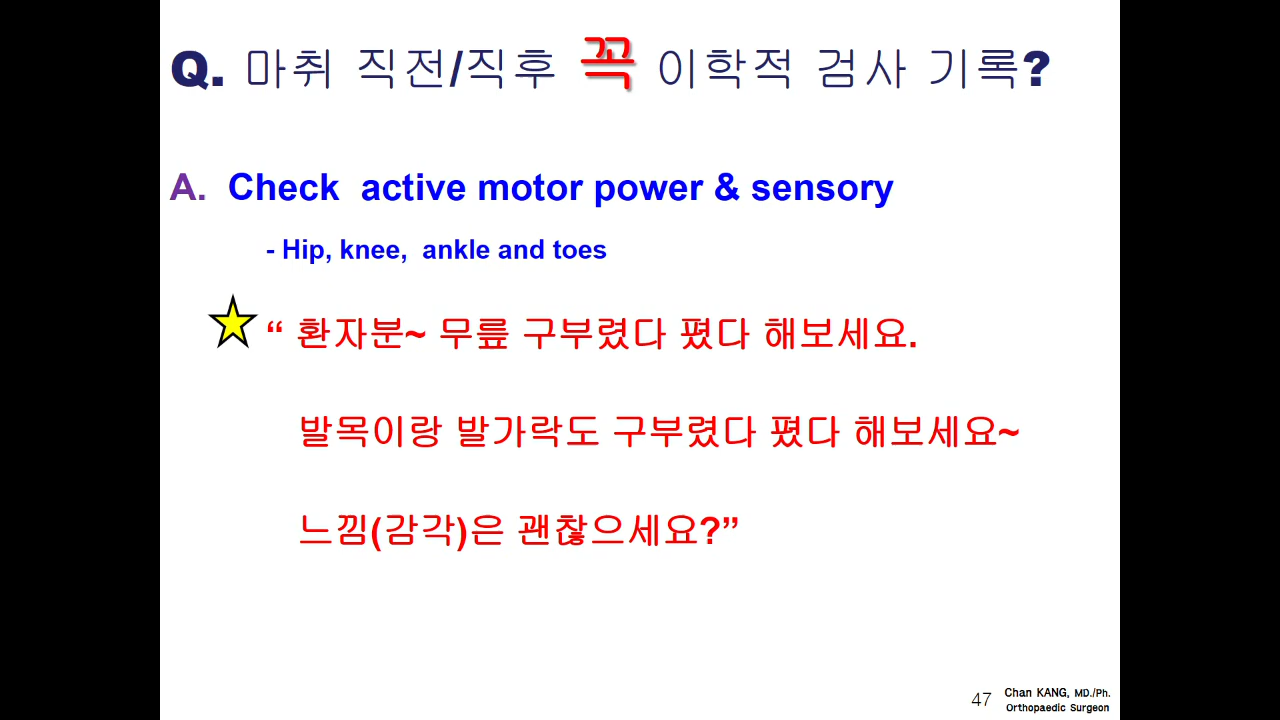 Q. 마취 직전/직후 꼭 이학적 검사 기록?
A. Check active motor power & sensory
- Hip, knee, ankle and toes
“ 환자분~ 무릎 구부렸다 폈다 해보세요.
발목이랑 발가락도 구부렸다 폈다 해보세요~
느낌(감각)은 괜찮으세요?”
47 Chan KANG, MD./Ph.
Orthopaedic Surgeon